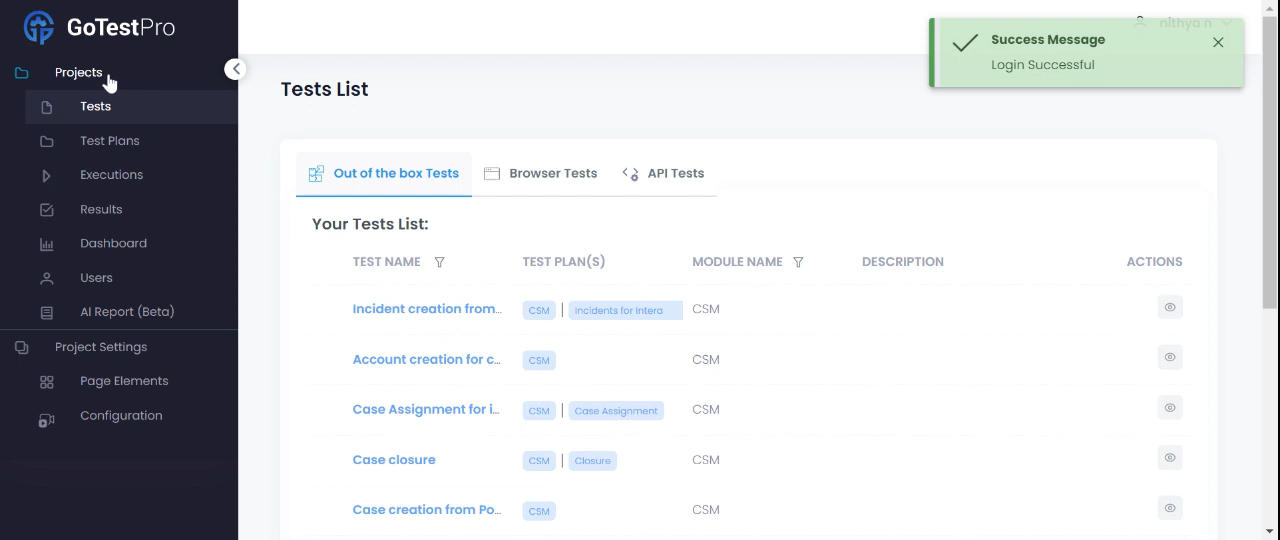 GoTestPro
nithya n
Success Message
Login Successful
Projects
Tests
Test Plans
Executions
Results
Dashboard
Users
AI Report (Beta)
Project Settings
Page Elements
Configuration
Tests List
Out of the box Tests
Browser Tests
API Tests
Your Tests List:
TEST NAME TEST PLAN(S) MODULE NAME DESCRIPTION ACTIONS
Incident creation from... CSM | Incidents for Intera CSM
Account creation for c... CSM CSM
Case Assignment for i... CSM | Case Assignment CSM
Case closure CSM | Closure CSM
Case creation from Po... CSM CSM